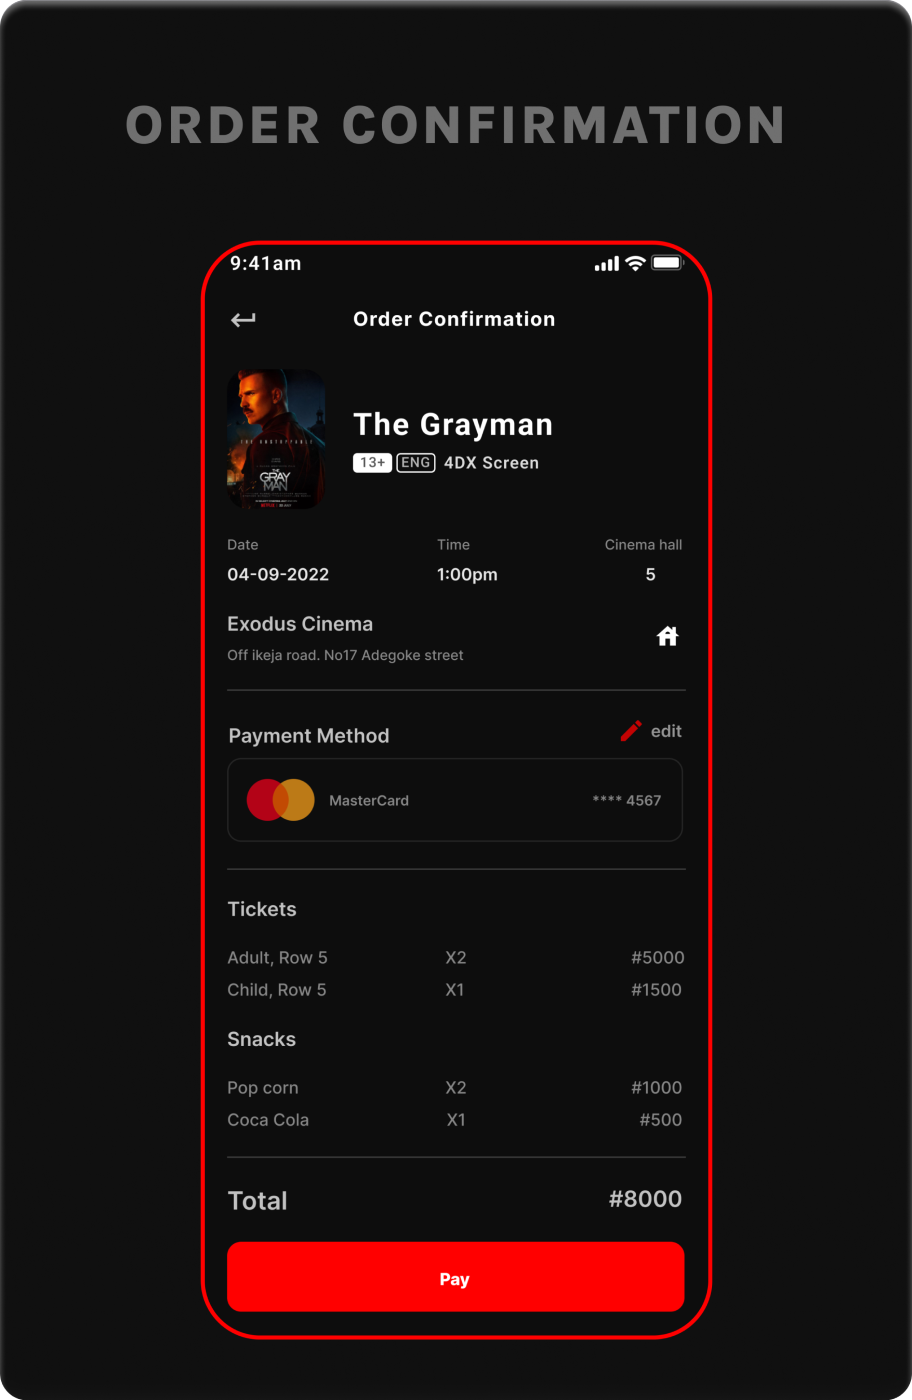 ORDER CONFIRMATION
9:41am
Order Confirmation
THE UNSTOPPABLE
THE
GRAY
MAN
NETFLIX
The Grayman
13+ ENG 4DX Screen
Date Time Cinema hall
04-09-2022 1:00pm 5
Exodus Cinema
Off ikeja road. No17 Adegoke street
Payment Method edit
MasterCard **** 4567
Tickets
Adult, Row 5 X2 #5000
Child, Row 5 X1 #1500
Snacks
Pop corn X2 #1000
Coca Cola X1 #500
Total #8000
Pay